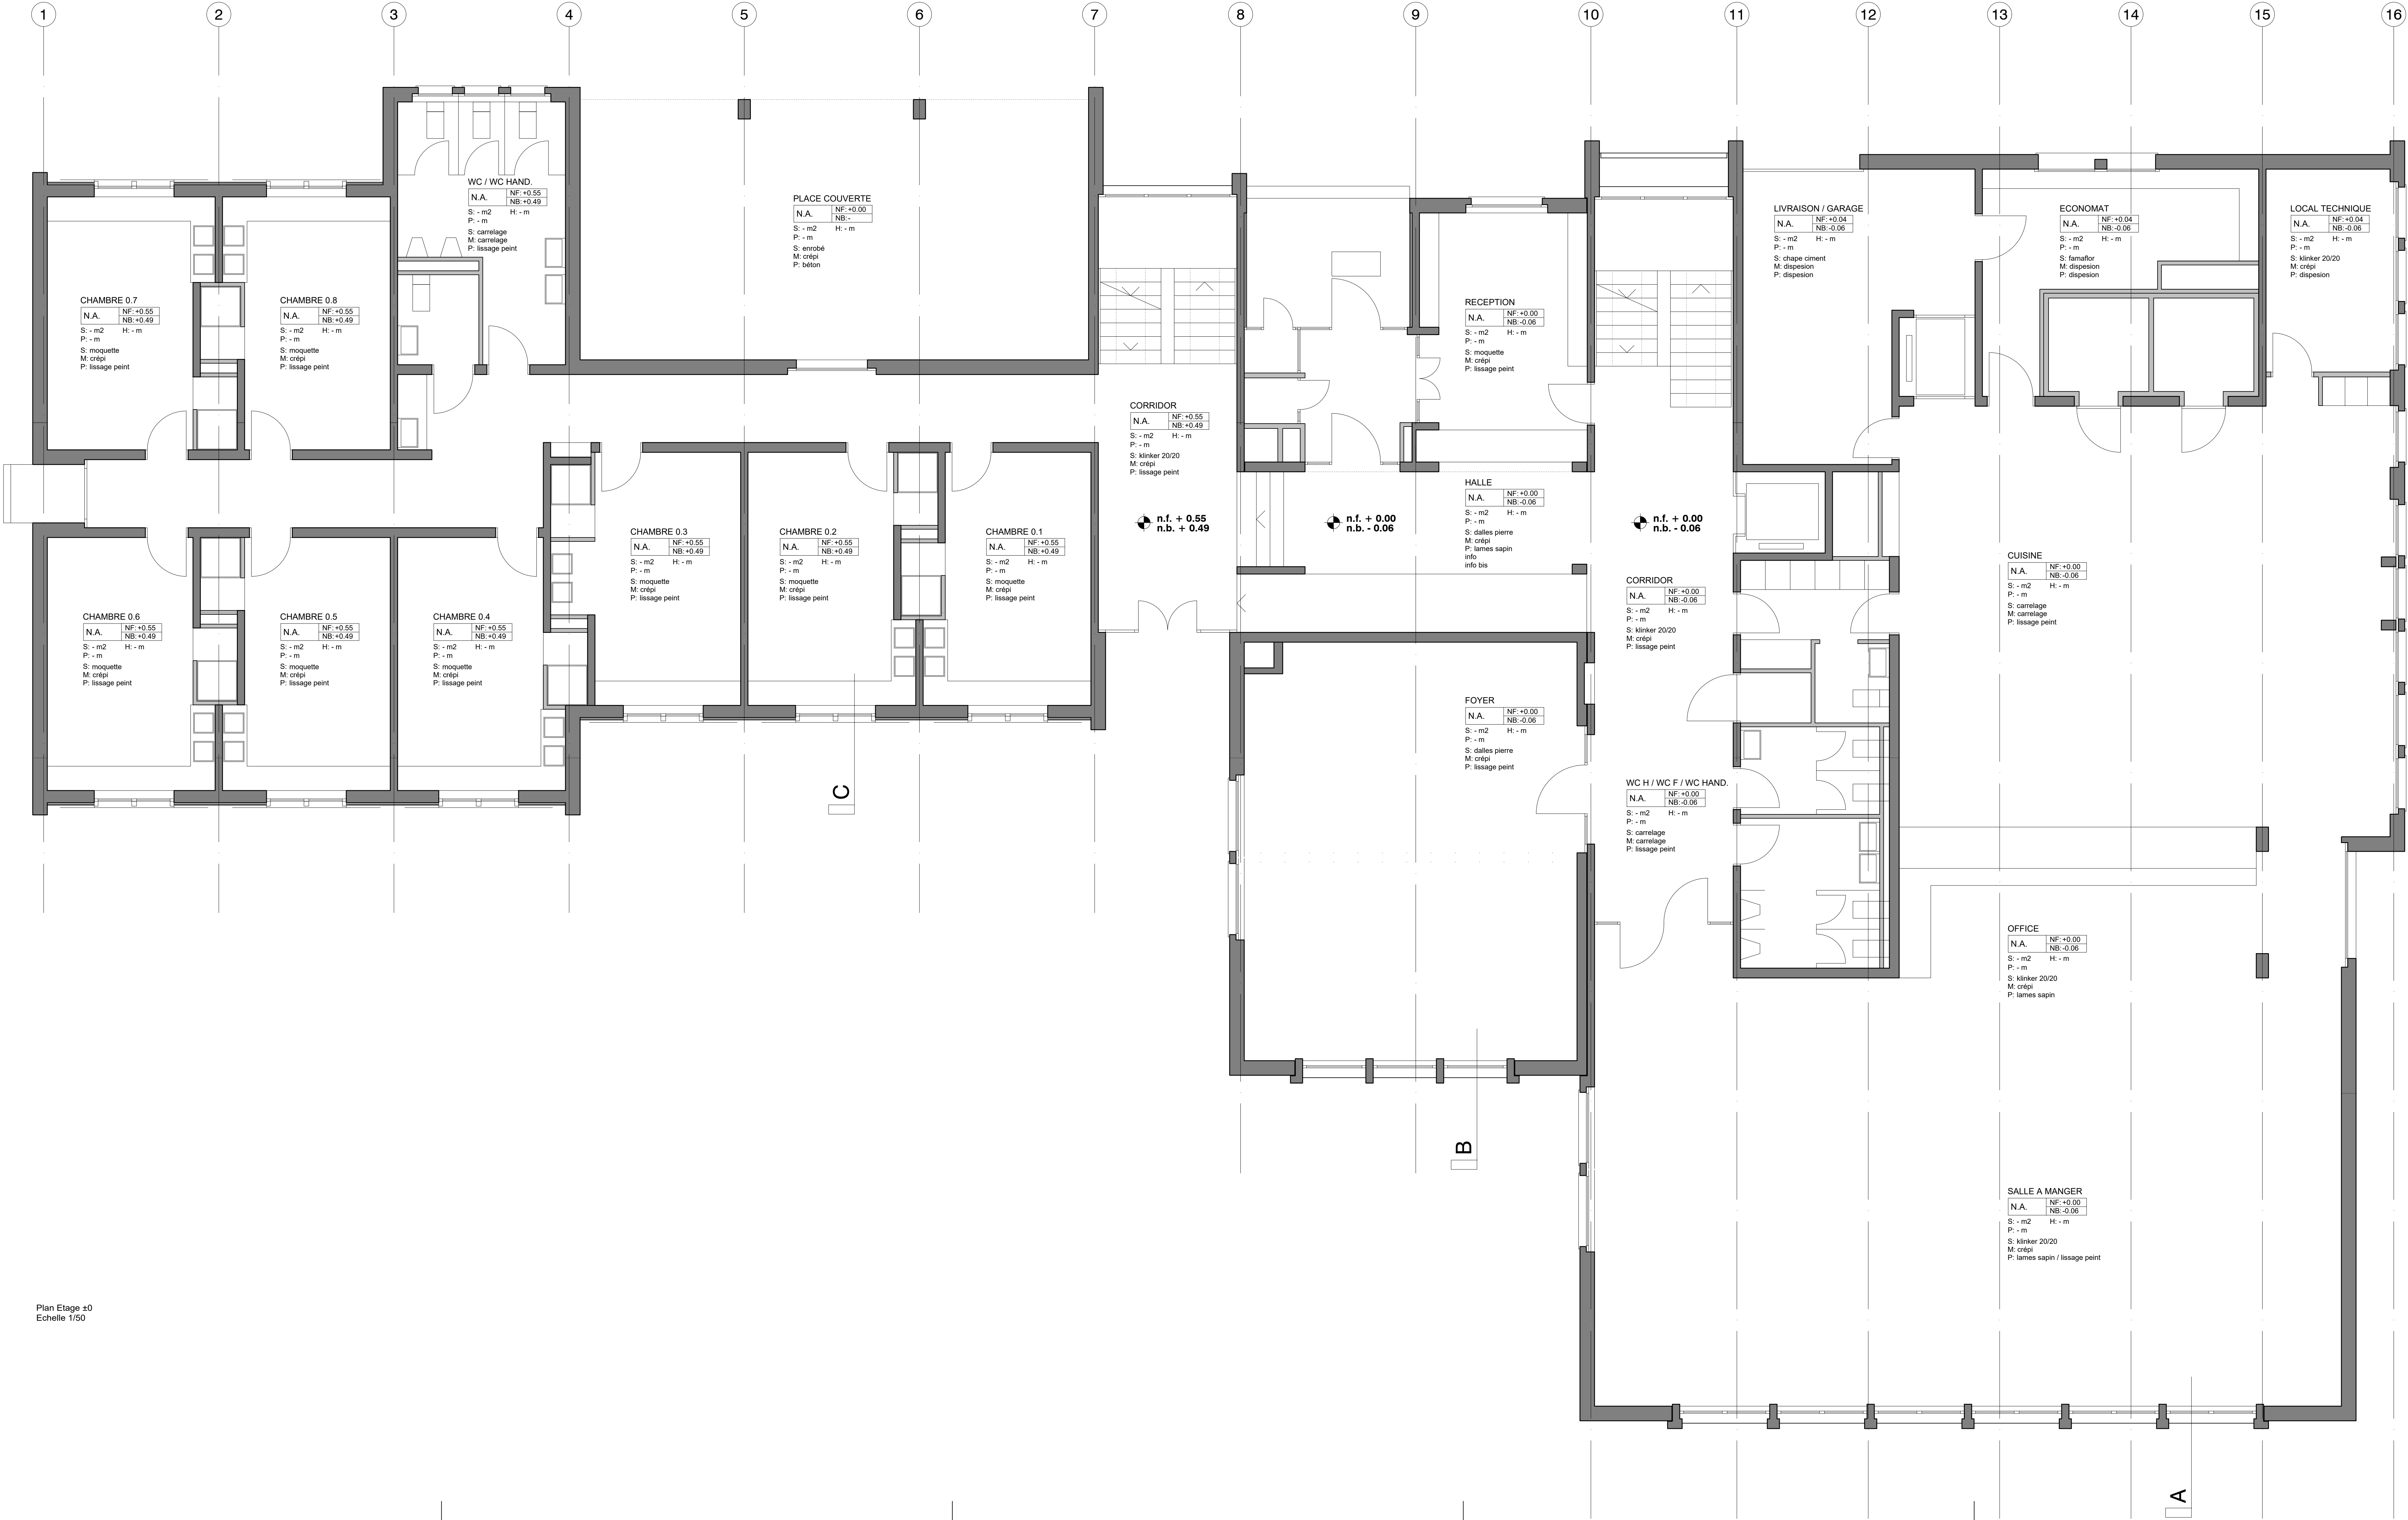 1
2
3
4
5
6
7
8
9
10
11
12
13
14
15
16
WC / WC HAND.
N.A.
NF: +0.55
NB: +0.49
S: - m2 H: - m
P: - m
S: carrelage
M: carrelage
P: lissage peint
PLACE COUVERTE
N.A.
NF: +0.00
NB: -
S: - m2 H: - m
P: - m
S: enrobé
M: crépi
P: béton
LIVRAISON / GARAGE
N.A.
NF: +0.04
NB: -0.06
S: - m2 H: - m
P: - m
S: chape ciment
M: dispesion
P: dispesion
ECONOMAT
N.A.
NF: +0.04
NB: -0.06
S: - m2 H: - m
P: - m
S: famaflor
M: dispesion
P: dispesion
LOCAL TECHNIQUE
N.A.
NF: +0.04
NB: -0.06
S: - m2 H: - m
P: - m
S: klinker 20/20
M: crépi
P: dispesion
CHAMBRE 0.7
N.A.
NF: +0.55
NB: +0.49
S: - m2 H: - m
P: - m
S: moquette
M: crépi
P: lissage peint
CHAMBRE 0.8
N.A.
NF: +0.55
NB: +0.49
S: - m2 H: - m
P: - m
S: moquette
M: crépi
P: lissage peint
RECEPTION
N.A.
NF: +0.00
NB: -0.06
S: - m2 H: - m
P: - m
S: moquette
M: crépi
P: lissage peint
CORRIDOR
N.A.
NF: +0.55
NB: +0.49
S: - m2 H: - m
P: - m
S: klinker 20/20
M: crépi
P: lissage peint
HALLE
N.A.
NF: +0.00
NB: -0.06
S: - m2 H: - m
P: - m
S: dalles pierre
M: crépi
P: lames sapin
info
info bis
n.f. + 0.55
n.b. + 0.49
n.f. + 0.00
n.b. - 0.06
n.f. + 0.00
n.b. - 0.06
CHAMBRE 0.3
N.A.
NF: +0.55
NB: +0.49
S: - m2 H: - m
P: - m
S: moquette
M: crépi
P: lissage peint
CHAMBRE 0.2
N.A.
NF: +0.55
NB: +0.49
S: - m2 H: - m
P: - m
S: moquette
M: crépi
P: lissage peint
CHAMBRE 0.1
N.A.
NF: +0.55
NB: +0.49
S: - m2 H: - m
P: - m
S: moquette
M: crépi
P: lissage peint
CUISINE
N.A.
NF: +0.00
NB: -0.06
S: - m2 H: - m
P: - m
S: carrelage
M: carrelage
P: lissage peint
CORRIDOR
N.A.
NF: +0.00
NB: -0.06
S: - m2 H: - m
P: - m
S: klinker 20/20
M: crépi
P: lissage peint
CHAMBRE 0.6
N.A.
NF: +0.55
NB: +0.49
S: - m2 H: - m
P: - m
S: moquette
M: crépi
P: lissage peint
CHAMBRE 0.5
N.A.
NF: +0.55
NB: +0.49
S: - m2 H: - m
P: - m
S: moquette
M: crépi
P: lissage peint
CHAMBRE 0.4
N.A.
NF: +0.55
NB: +0.49
S: - m2 H: - m
P: - m
S: moquette
M: crépi
P: lissage peint
FOYER
N.A.
NF: +0.00
NB: -0.06
S: - m2 H: - m
P: - m
S: dalles pierre
M: crépi
P: lissage peint
WC H / WC F / WC HAND.
N.A.
NF: +0.00
NB: -0.06
S: - m2 H: - m
P: - m
S: carrelage
M: carrelage
P: lissage peint
C
OFFICE
N.A.
NF: +0.00
NB: -0.06
S: - m2 H: - m
P: - m
S: klinker 20/20
M: crépi
P: lames sapin
B
SALLE A MANGER
N.A.
NF: +0.00
NB: -0.06
S: - m2 H: - m
P: - m
S: klinker 20/20
M: crépi
P: lames sapin / lissage peint
Plan Etage ±0
Echelle 1/50
A